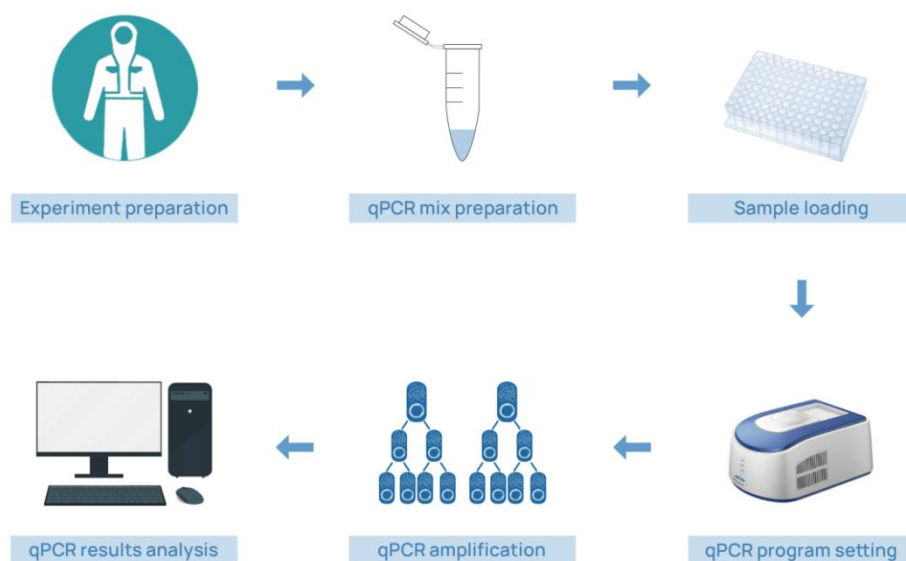 Experiment preparation
qPCR mix preparation
Sample loading
qPCR program setting
qPCR amplification
qPCR results analysis